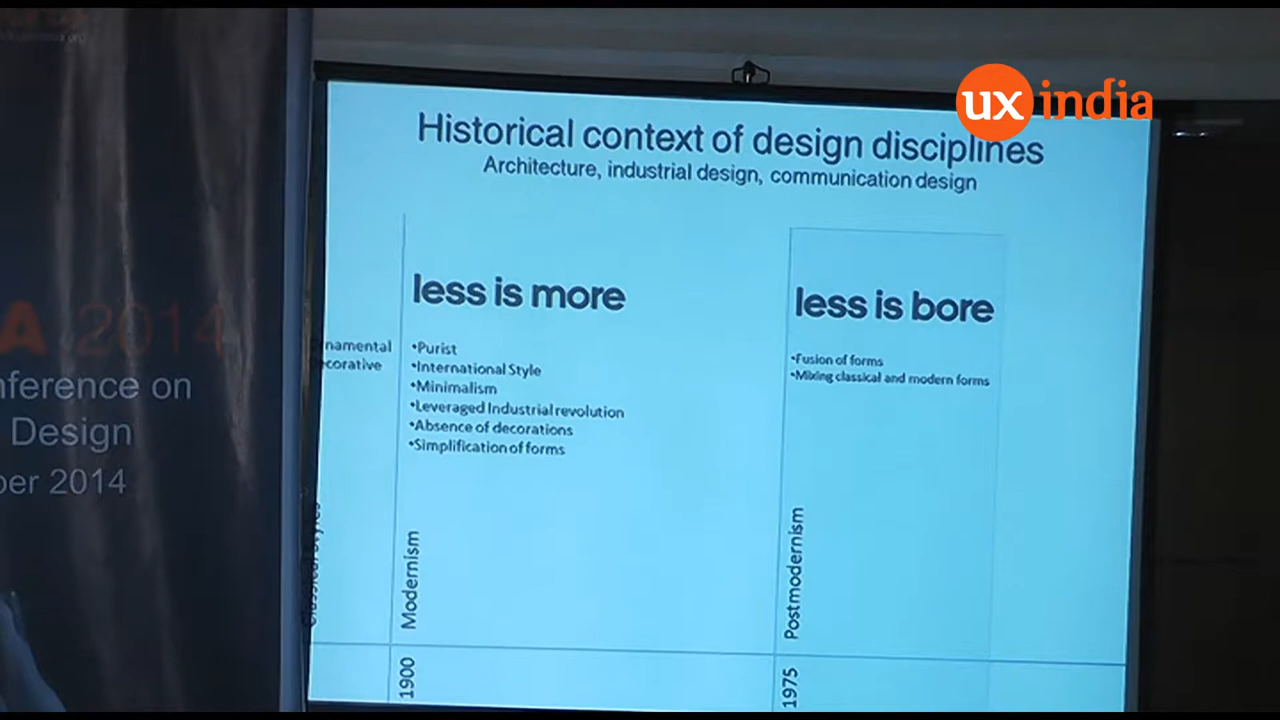 ux india
Historical context of design disciplines
Architecture, industrial design, communication design
less is more
•Purist
•International Style
•Minimalism
•Leveraged Industrial revolution
•Absence of decorations
•Simplification of forms
Modernism
1900
less is bore
•Fusion of forms
•Mixing classical and modern forms
Postmodernism
1975
namental
corative
A 2014
nference on
Design
ber 2014